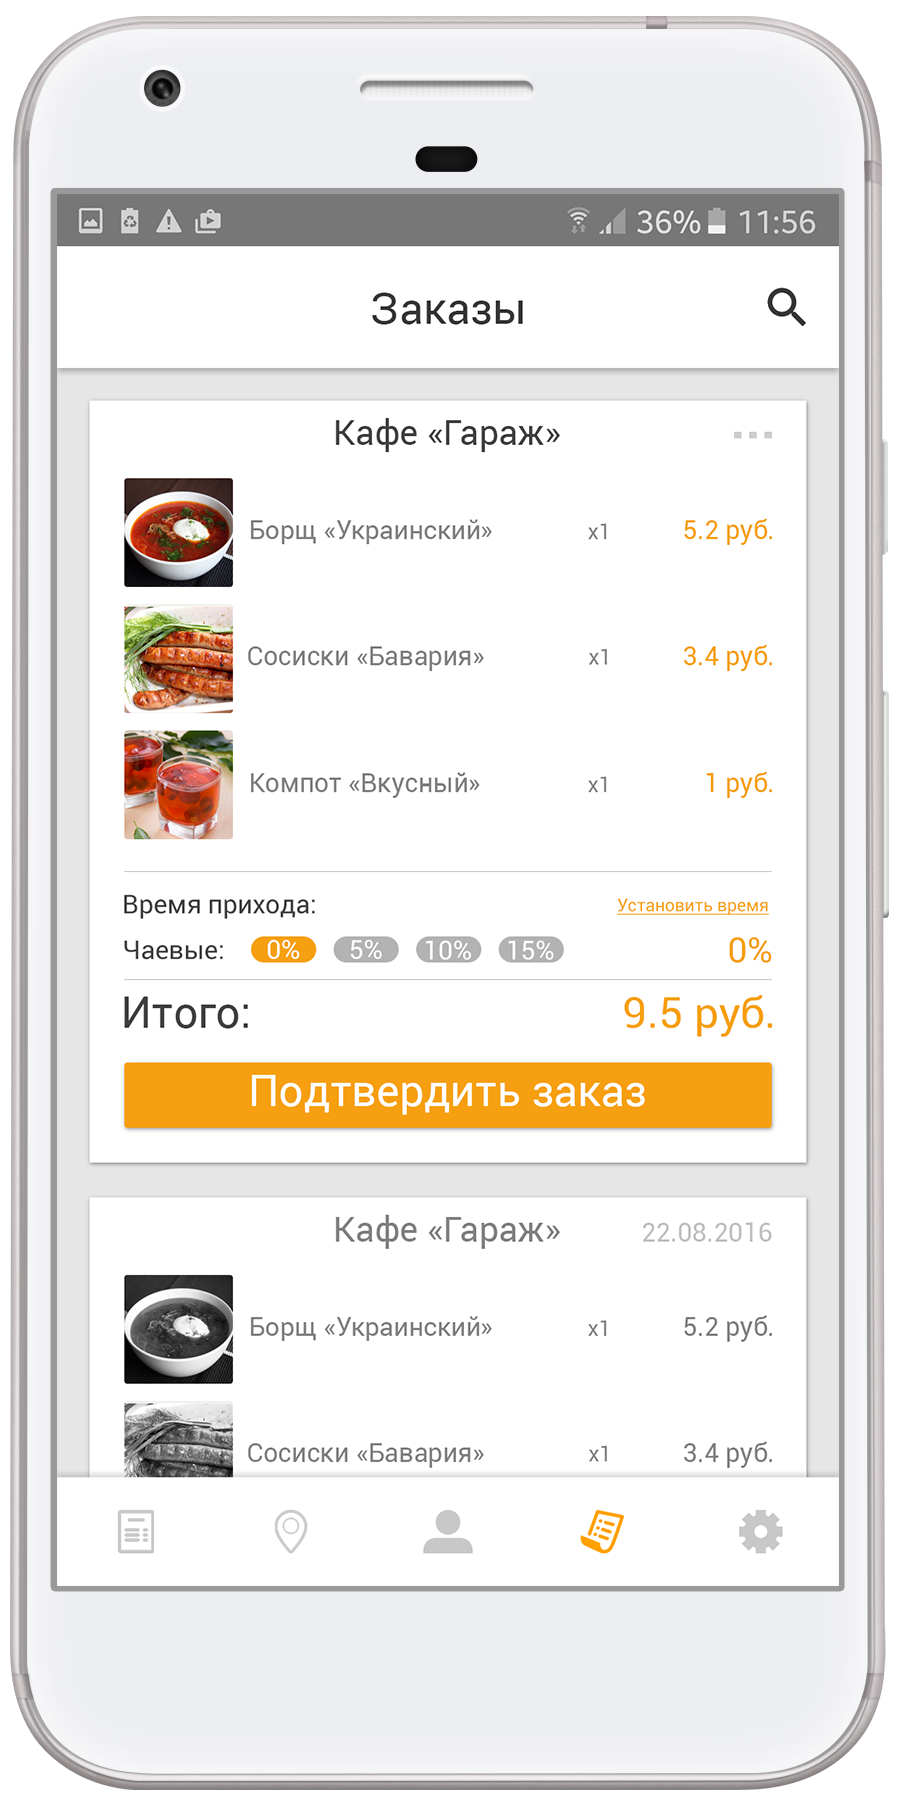 36% 11:56
Заказы
Кафе «Гараж»
Борщ «Украинский» x1 5.2 руб.
Сосиски «Бавария» x1 3.4 руб.
Компот «Вкусный» x1 1 руб.
Время прихода: Установить время
Чаевые: 0% 5% 10% 15% 0%
Итого: 9.5 руб.
Подтвердить заказ
Кафе «Гараж» 22.08.2016
Борщ «Украинский» x1 5.2 руб.
Сосиски «Бавария» x1 3.4 руб.